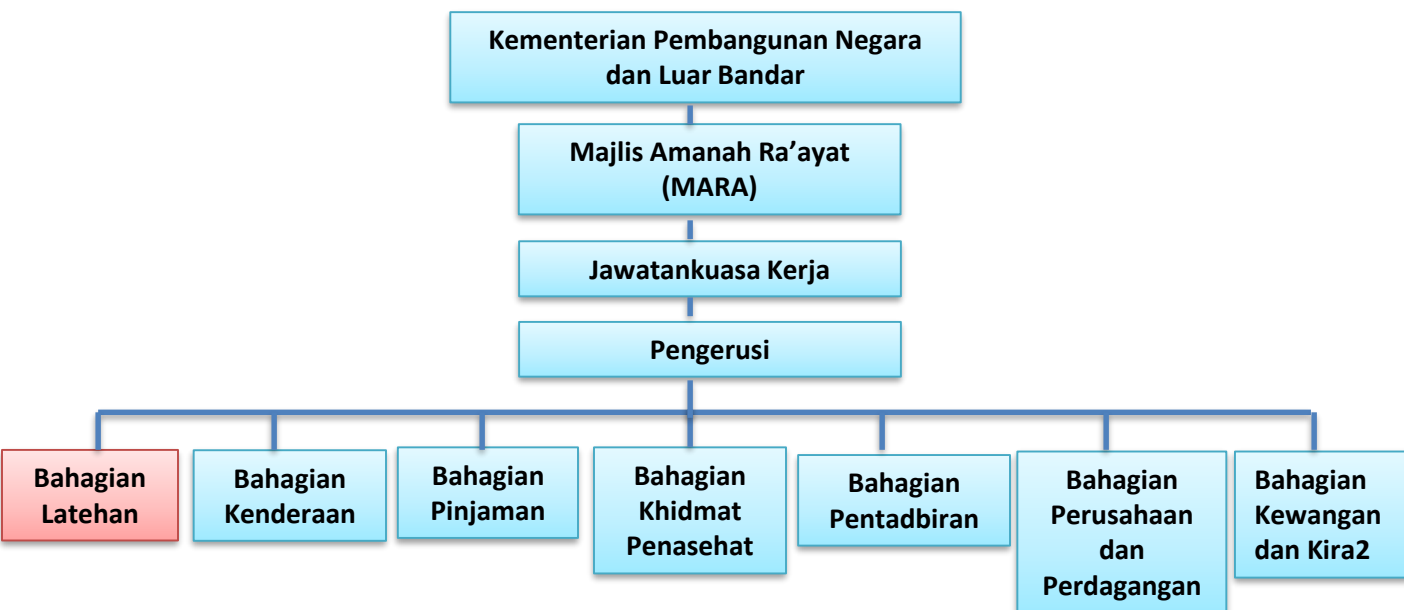 Kementerian Pembangunan Negara
dan Luar Bandar
Majlis Amanah Ra’ayat
(MARA)
Jawatankuasa Kerja
Pengerusi
Bahagian
Latehan
Bahagian
Kenderaan
Bahagian
Pinjaman
Bahagian
Khidmat
Penasehat
Bahagian
Pentadbiran
Bahagian
Perusahaan
dan
Perdagangan
Bahagian
Kewangan
dan Kira2